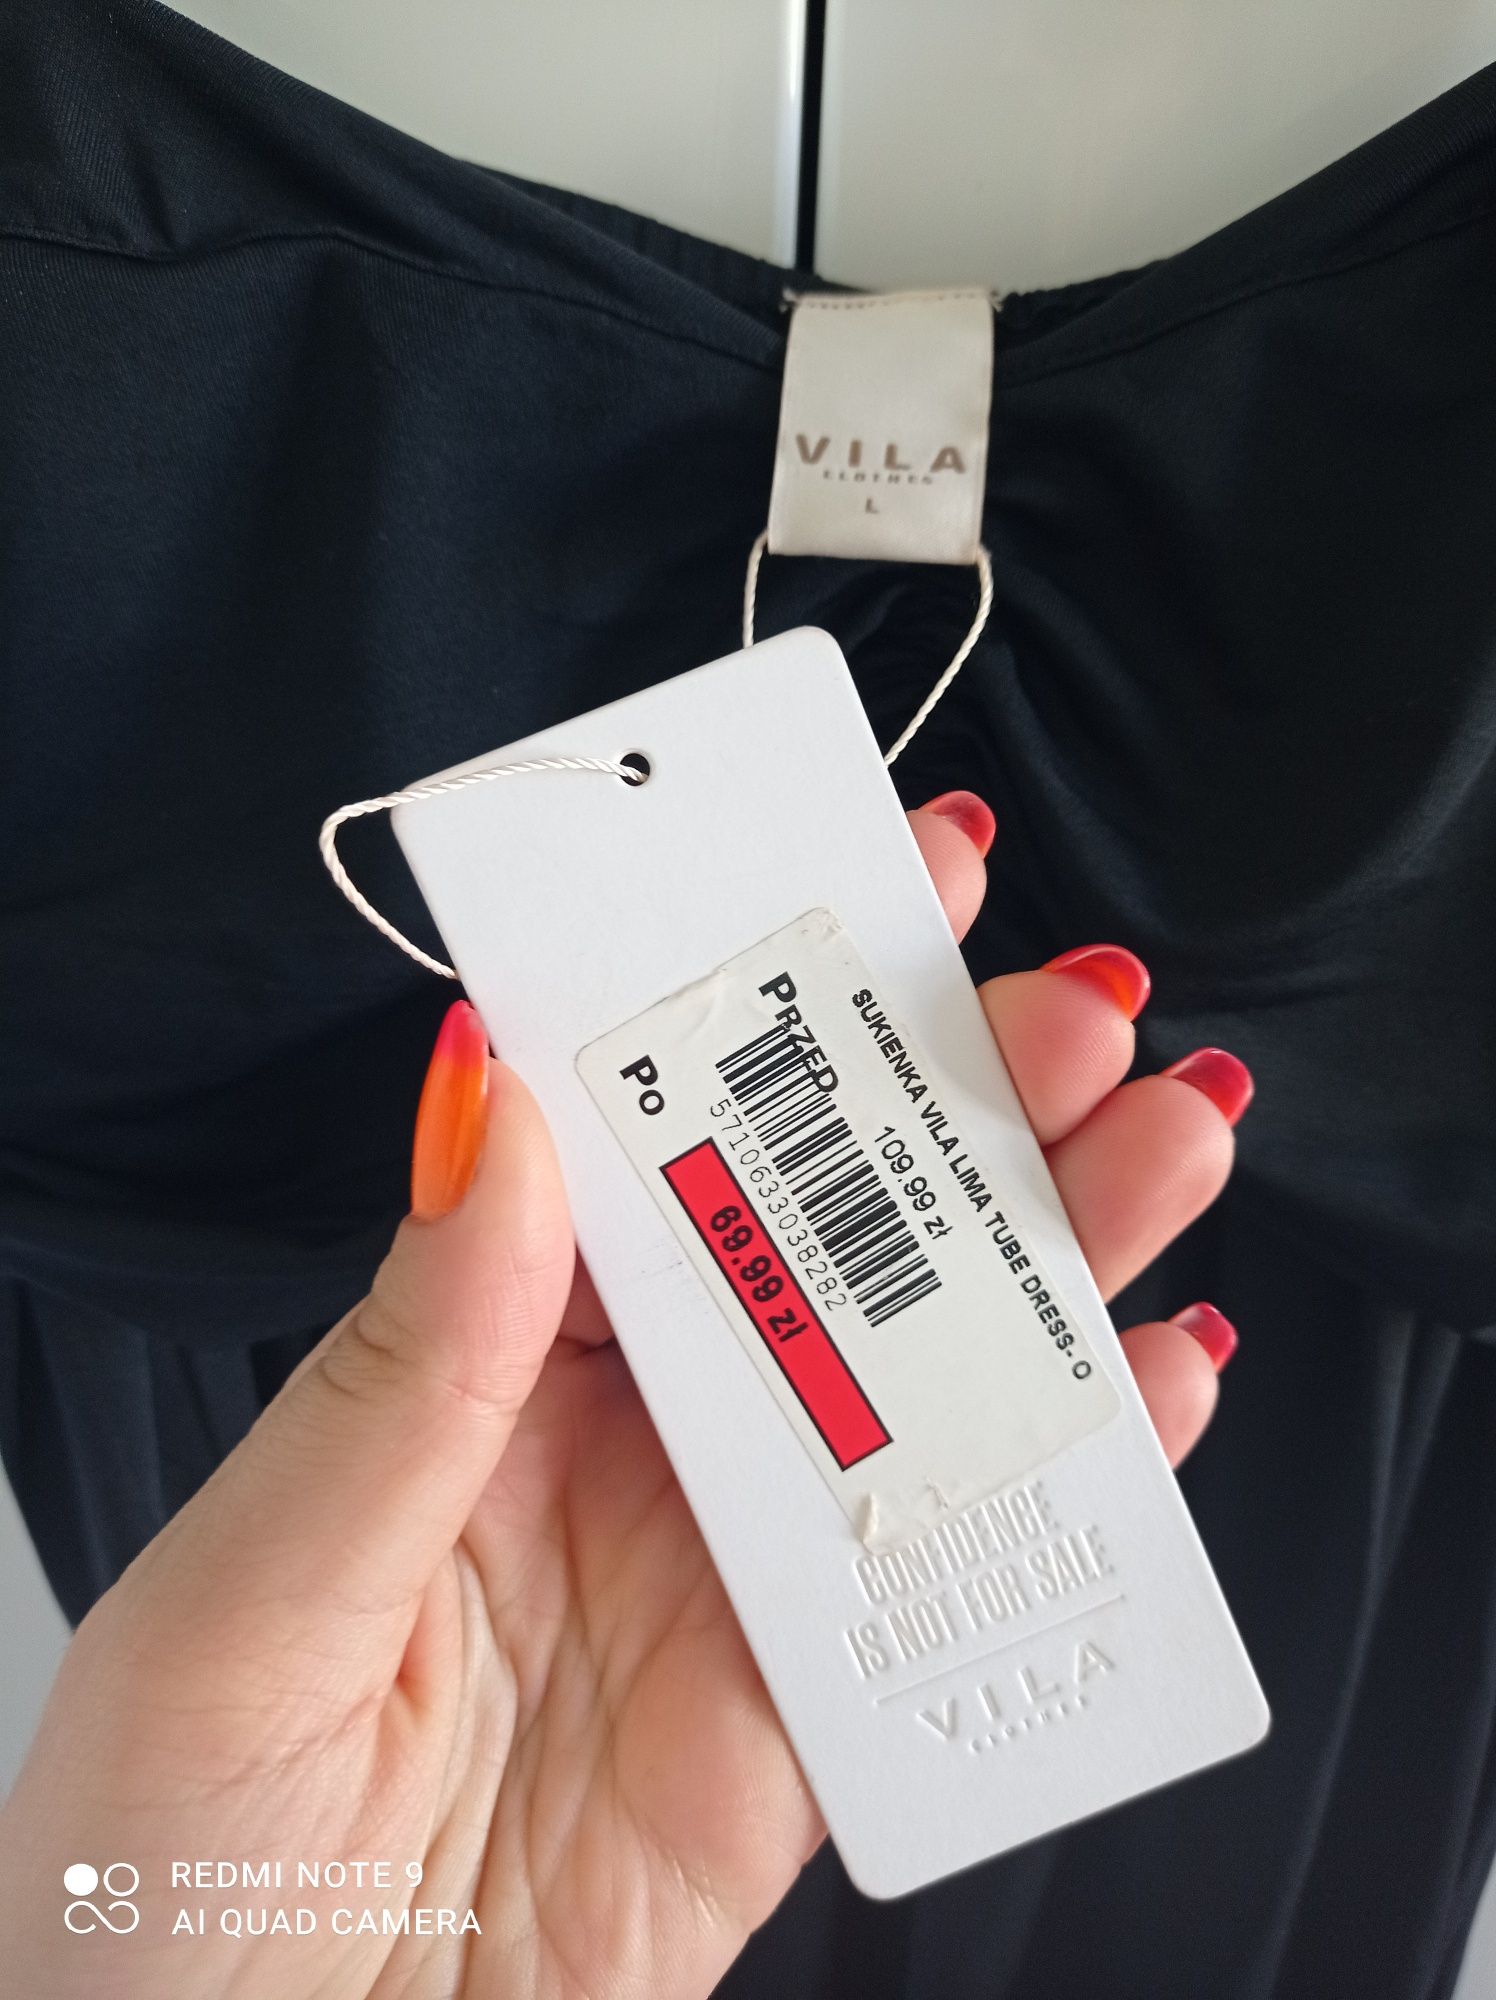 VILA
CLOTHES
L
SUKIENKA VILA LIMA TUBE DRESS- O
PRZED 109.99 zł
5710633038282
PO 69.99 zł
CONFIDENCE
IS NOT FOR SALE
VILA
CLOTHES
REDMI NOTE 9
AI QUAD CAMERA